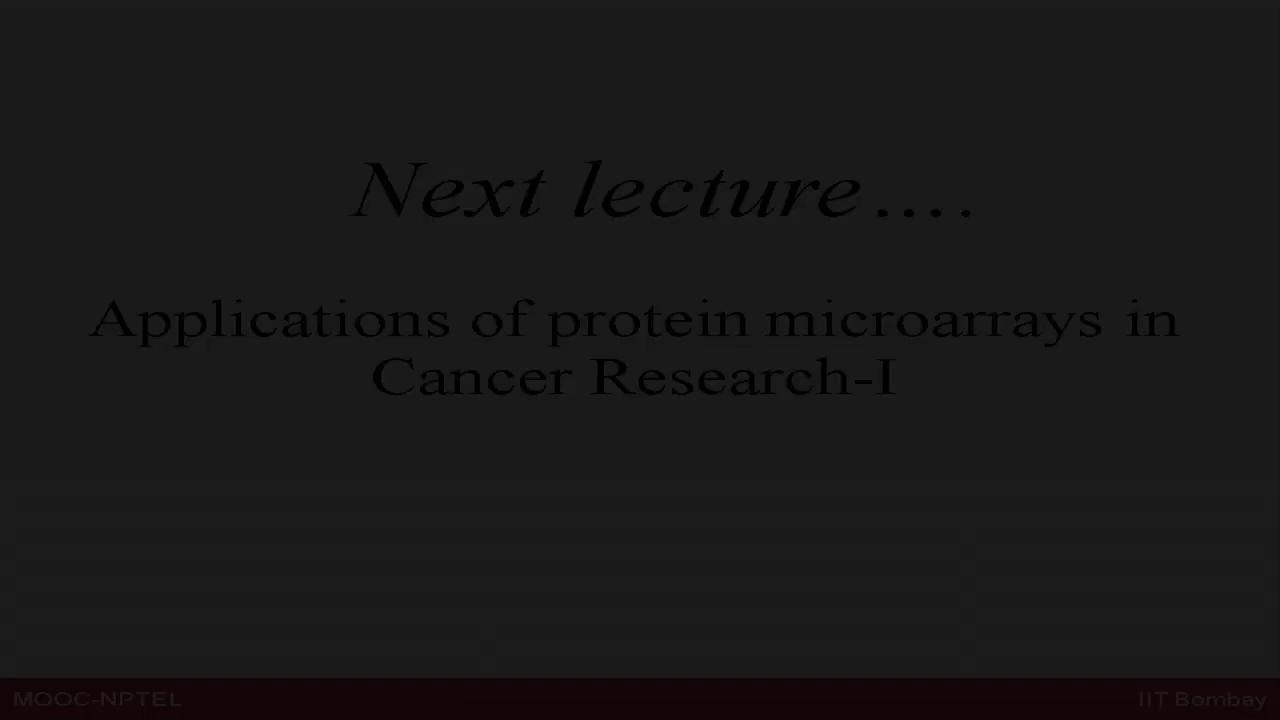 Next lecture....
Applications of protein microarrays in
Cancer Research-I
MOOC-NPTEL
IIT Bombay